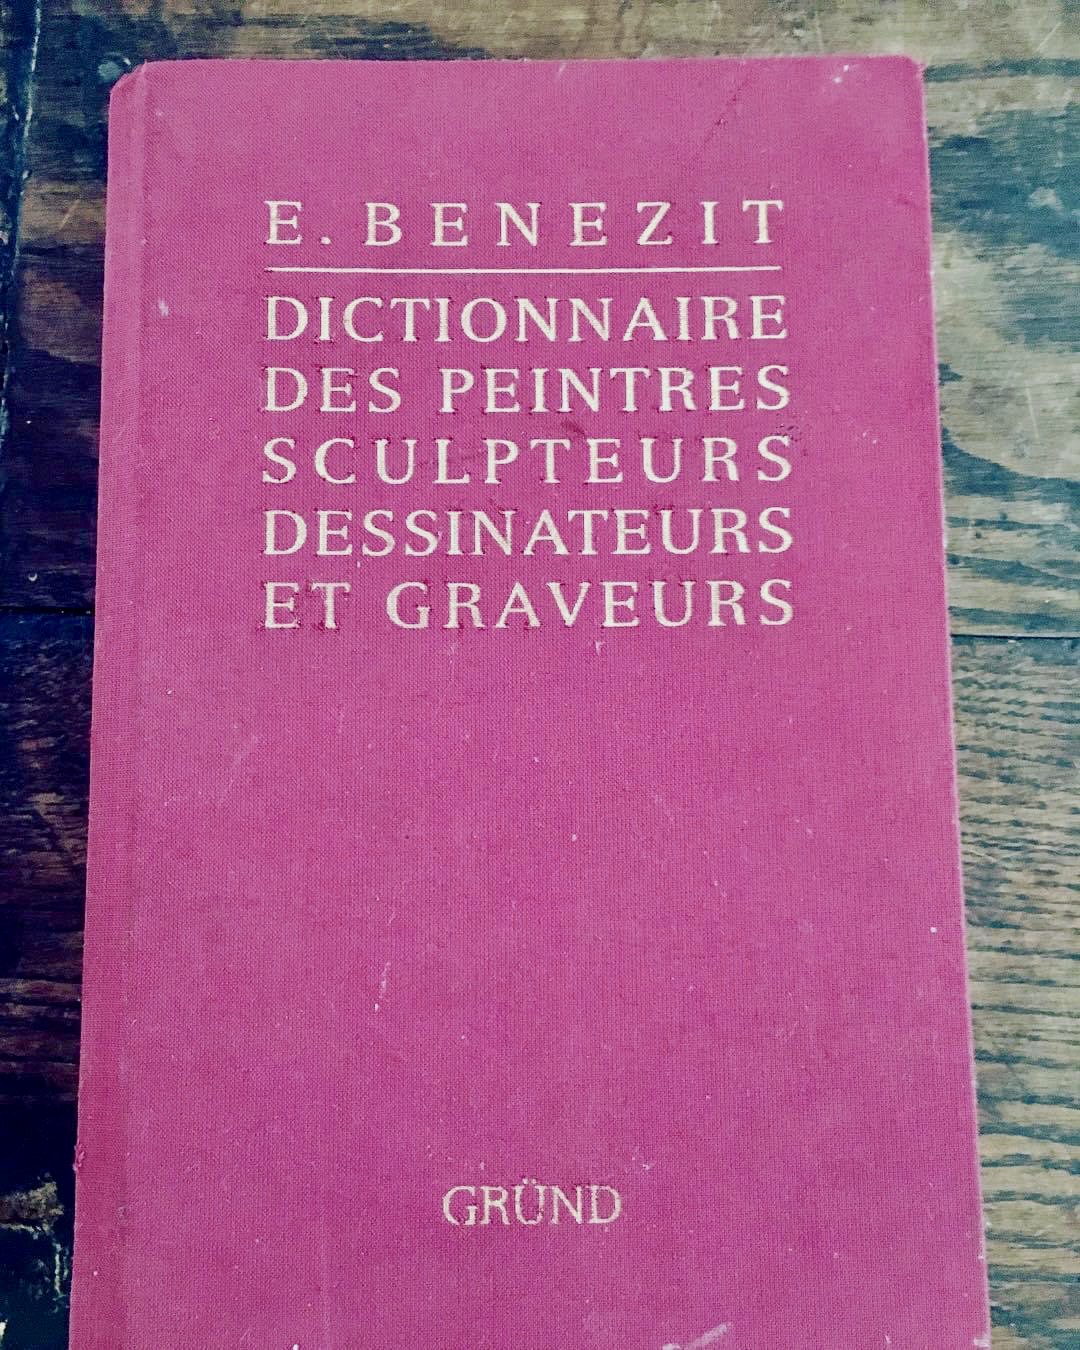 E. BENEZIT
DICTIONNAIRE
DES PEINTRES
SCULPTEURS
DESSINATEURS
ET GRAVEURS
GRÜND